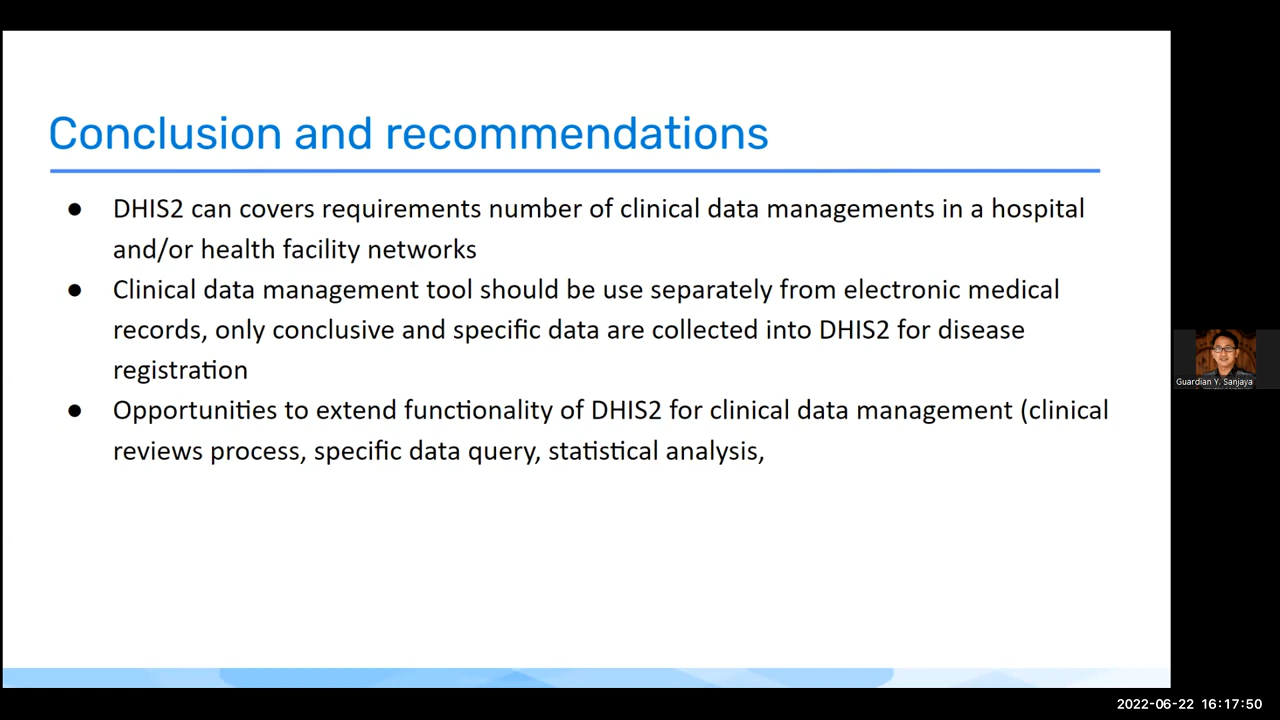 Conclusion and recommendations
● DHIS2 can covers requirements number of clinical data managements in a hospital
and/or health facility networks
● Clinical data management tool should be use separately from electronic medical
records, only conclusive and specific data are collected into DHIS2 for disease
registration
● Opportunities to extend functionality of DHIS2 for clinical data management (clinical
reviews process, specific data query, statistical analysis,
Guardian Y. Sanjaya
2022-06-22 16:17:50